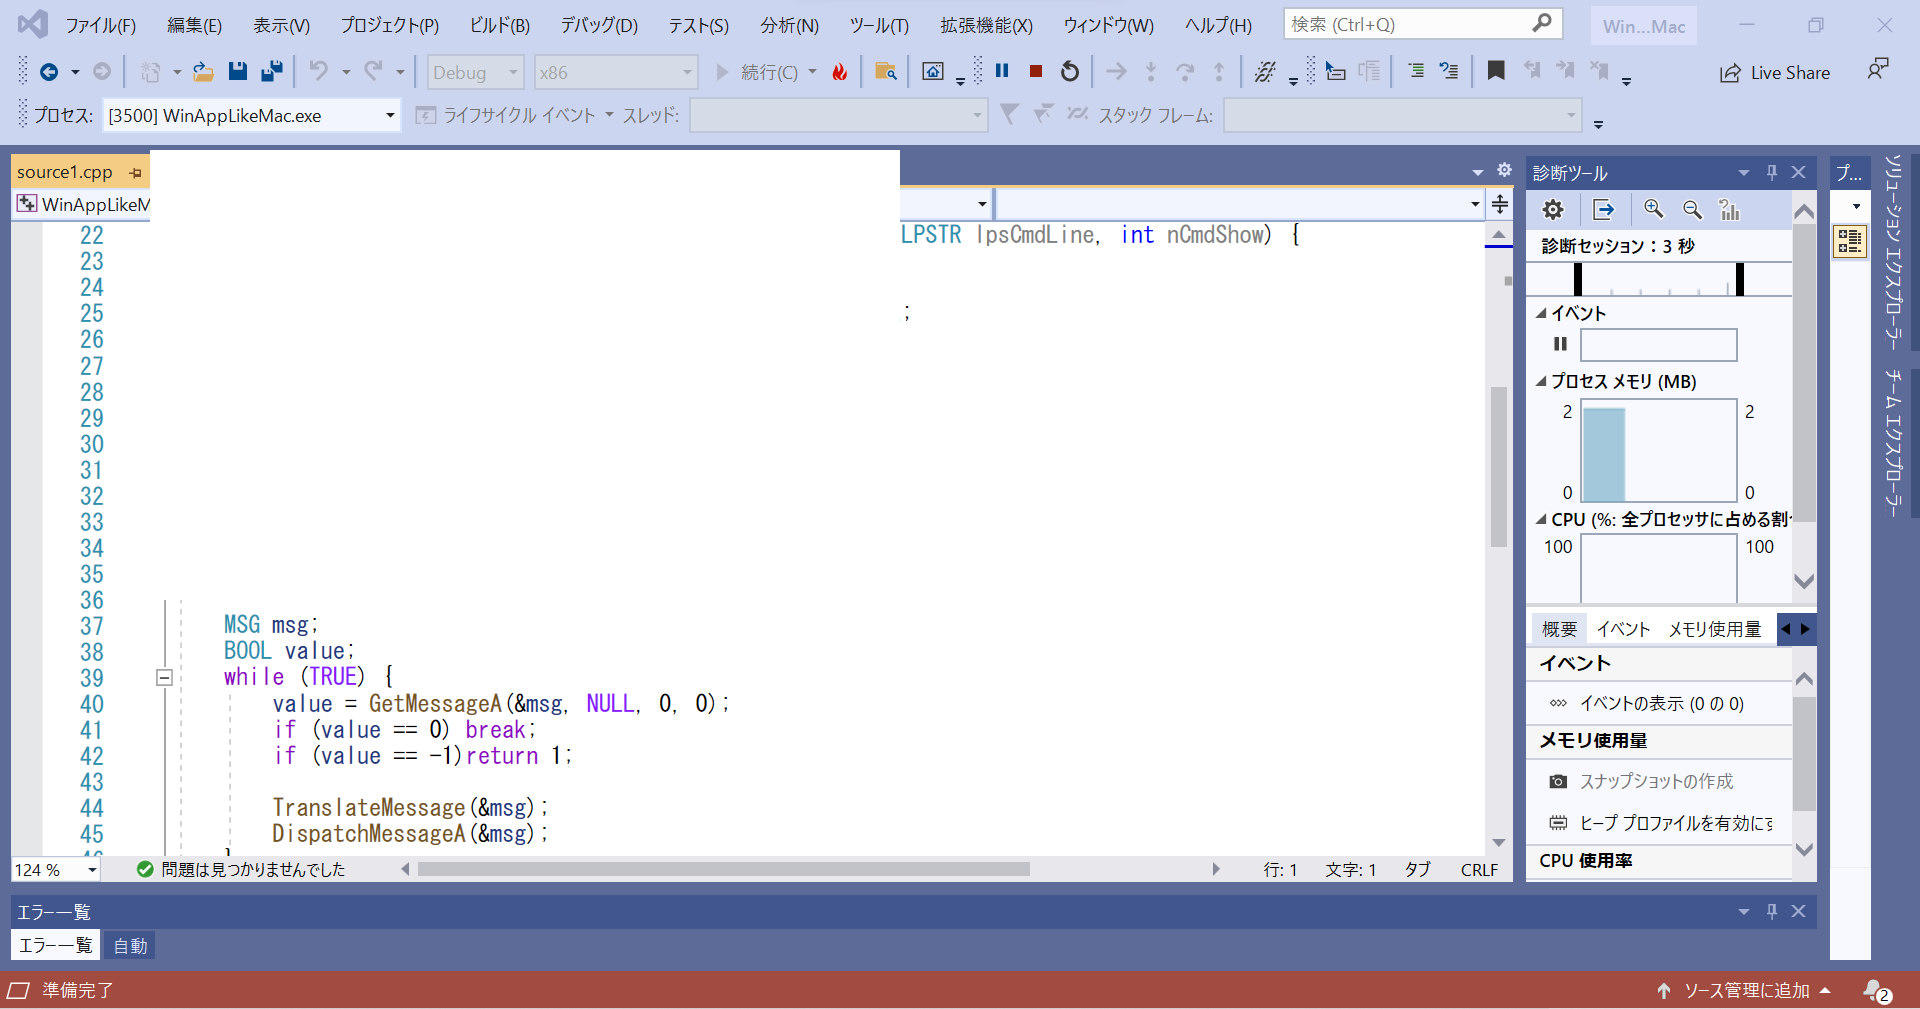 ファイル(F) 編集(E) 表示(V) プロジェクト(P) ビルド(B) デバッグ(D) テスト(S) 分析(N) ツール(T) 拡張機能(X) ウィンドウ(W) ヘルプ(H) 検索 (Ctrl+Q) Win...Mac
Debug x86 続行(C) Live Share
プロセス: [3500] WinAppLikeMac.exe ライフサイクル イベント スレッド: スタック フレーム:
source1.cpp
WinAppLikeM
22 LPSTR lpsCmdLine, int nCmdShow) {
23
24
25 ;
26
27
28
29
30
31
32
33
34
35
36
37 MSG msg;
38 BOOL value;
39 while (TRUE) {
40 value = GetMessageA(&msg, NULL, 0, 0);
41 if (value == 0) break;
42 if (value == -1)return 1;
43
44 TranslateMessage(&msg);
45 DispatchMessageA(&msg);
124 % 問題は見つかりませんでした 行: 1 文字: 1 タブ CRLF
診断ツール
診断セッション：3 秒
イベント
プロセス メモリ (MB)
2 2
0 0
CPU (%: 全プロセッサに占める割
100 100
概要 イベント メモリ使用量
イベント
イベントの表示 (0 の 0)
メモリ使用量
スナップショットの作成
ヒープ プロファイルを有効にす
CPU 使用率
プ...
ソリューション エクスプローラー
チーム エクスプローラー
エラー一覧
エラー一覧 自動
準備完了 ソース管理に追加 2